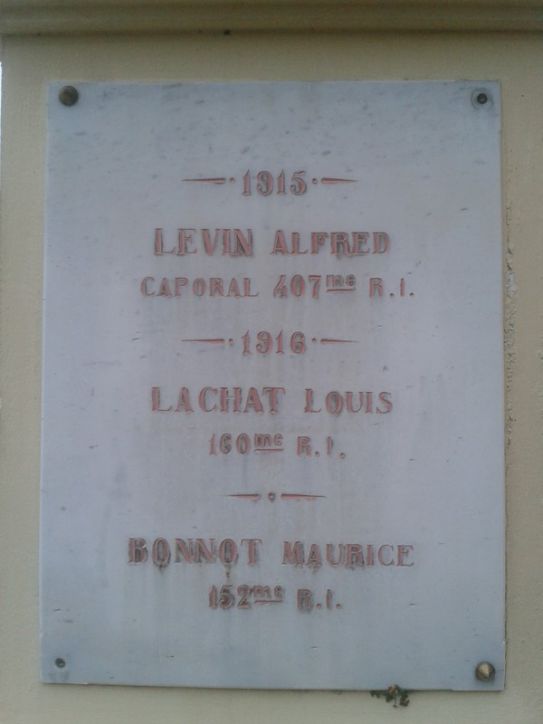 1915
LEVIN ALFRED
CAPORAL 407me R.I.
1916
LACHAT LOUIS
160me R.I.
BONNOT MAURICE
152me R.I.